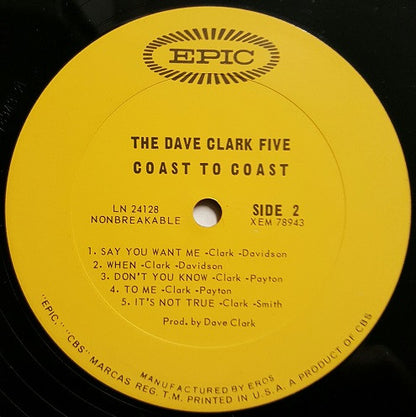 EPIC
THE DAVE CLARK FIVE
COAST TO COAST
LN 24128
NONBREAKABLE
SIDE 2
XEM 78943
1. SAY YOU WANT ME -Clark -Davidson
2. WHEN -Clark -Davidson
3. DON'T YOU KNOW -Clark -Payton
4. TO ME -Clark -Payton
5. IT'S NOT TRUE -Clark -Smith
Prod. by Dave Clark
MANUFACTURED BY EROS
"EPIC," "CBS" MARCAS REG. T.M. PRINTED IN U.S.A. A PRODUCT OF CBS